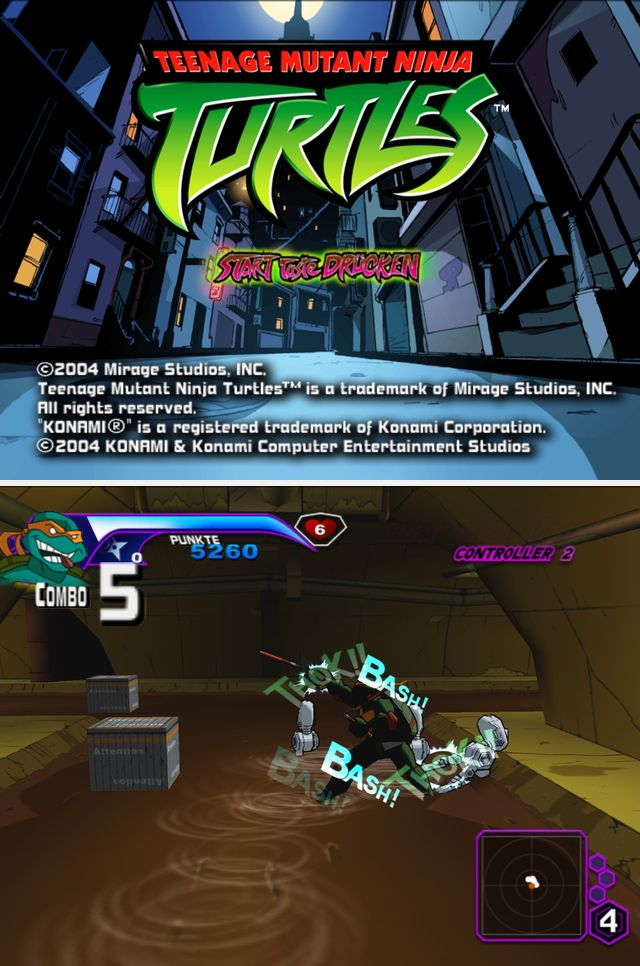 TEENAGE MUTANT NINJA
TURTLES™
START Taste DRÜCKEN
©2004 Mirage Studios, INC.
Teenage Mutant Ninja Turtles™ is a trademark of Mirage Studios, INC.
All rights reserved.
"KONAMI®" is a registered trademark of Konami Corporation.
©2004 KONAMI & Konami Computer Entertainment Studios
6
0
PUNKTE
5260
CONTROLLER 2
COMBO 5
THOK!!
BASH!
Attention
Attention
BASH!
BASH!
4